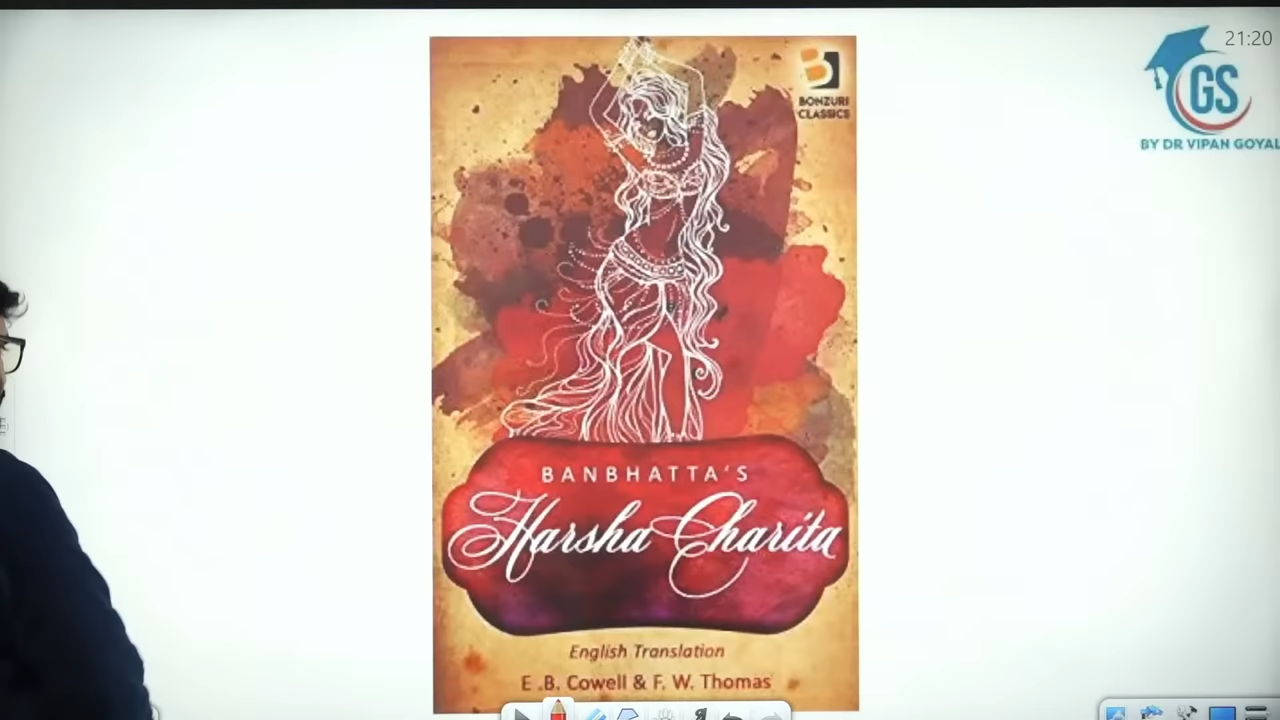 21:20
GS
BY DR VIPAN GOYAL
BONZURI
CLASSICS
BANBHATTA'S
Harsha Charita
English Translation
E .B. Cowell & F. W. Thomas